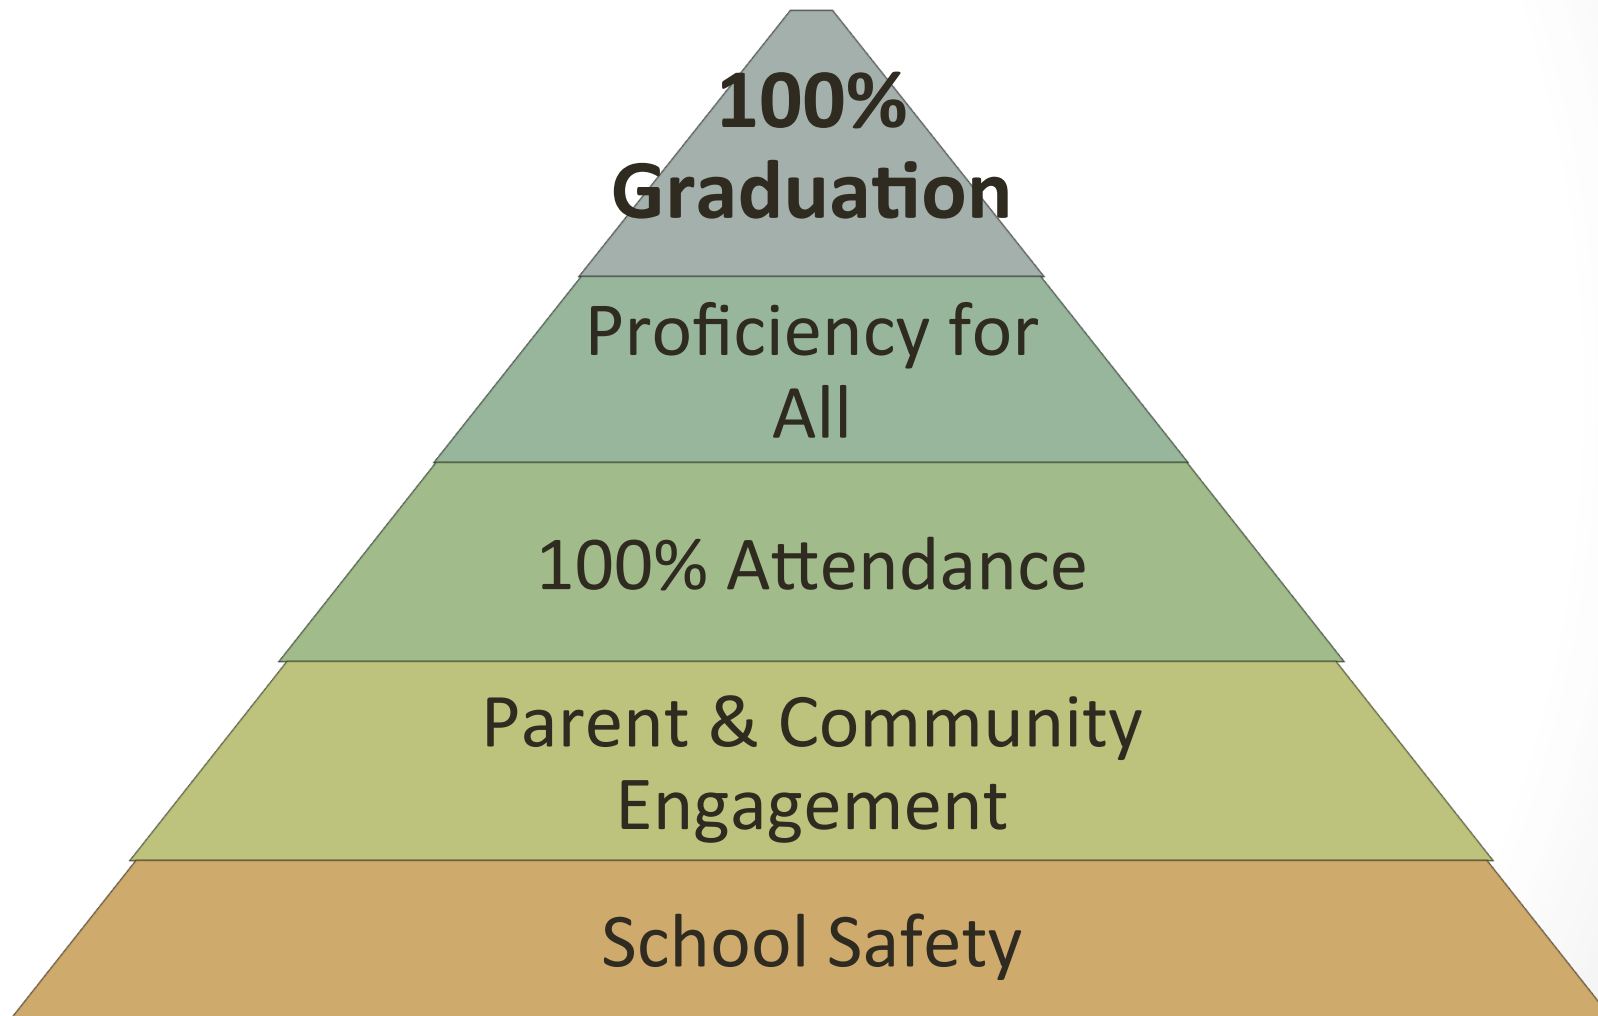 100%
Graduation
Proficiency for
All
100% Attendance
Parent & Community
Engagement
School Safety